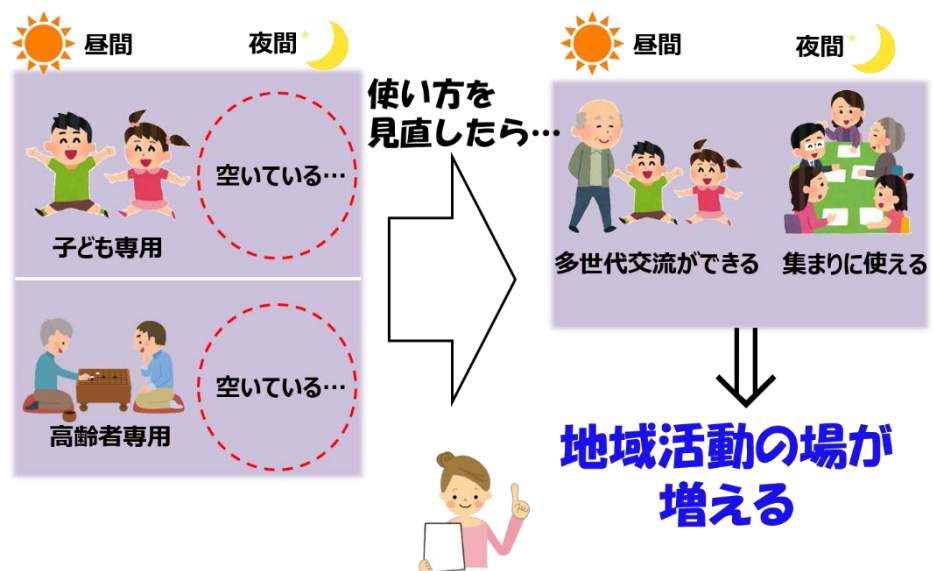 昼間
夜間
空いている…
子ども専用
空いている…
高齢者専用
使い方を
見直したら…
昼間
夜間
多世代交流ができる
集まりに使える
地域活動の場が
増える